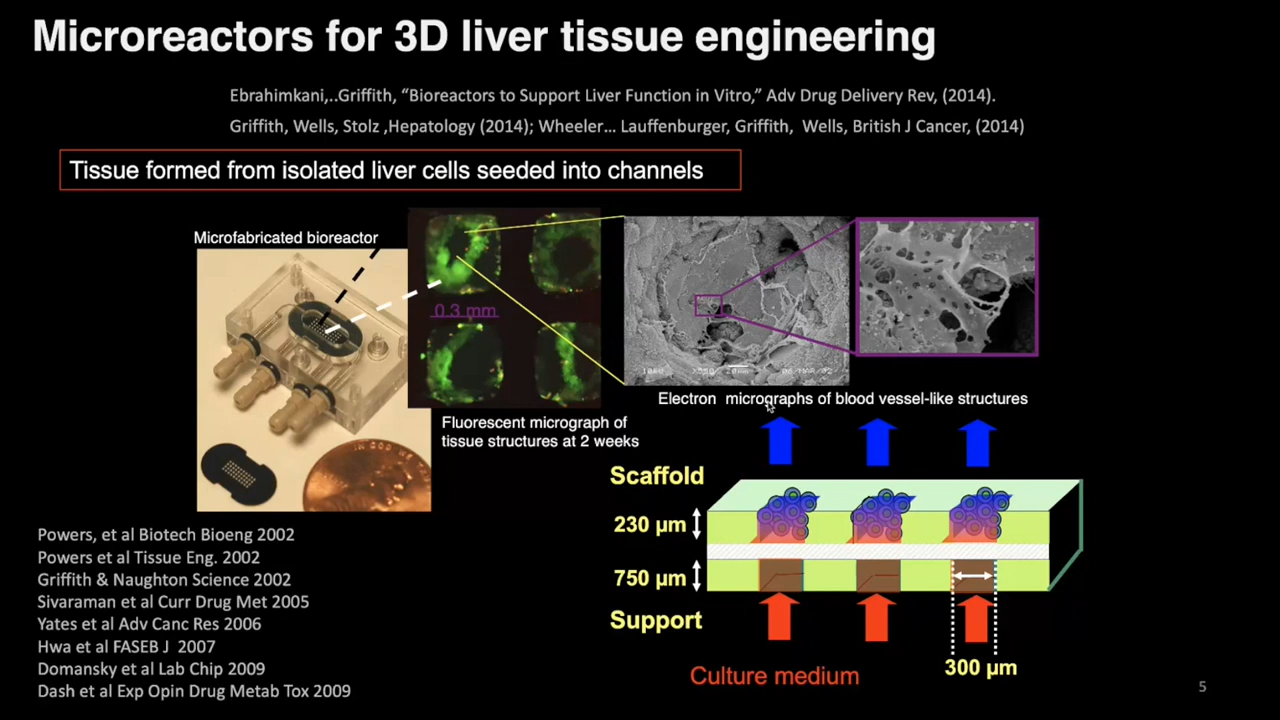 Microreactors for 3D liver tissue engineering
Ebrahimkani,..Griffith, “Bioreactors to Support Liver Function in Vitro,” Adv Drug Delivery Rev, (2014).
Griffith, Wells, Stolz ,Hepatology (2014); Wheeler... Lauffenburger, Griffith, Wells, British J Cancer, (2014)
Tissue formed from isolated liver cells seeded into channels
Microfabricated bioreactor
0.3 mm
Electron micrographs of blood vessel-like structures
Fluorescent micrograph of
tissue structures at 2 weeks
Scaffold
230 µm
750 µm
Support
Culture medium
300 µm
Powers, et al Biotech Bioeng 2002
Powers et al Tissue Eng. 2002
Griffith & Naughton Science 2002
Sivaraman et al Curr Drug Met 2005
Yates et al Adv Canc Res 2006
Hwa et al FASEB J 2007
Domansky et al Lab Chip 2009
Dash et al Exp Opin Drug Metab Tox 2009
5